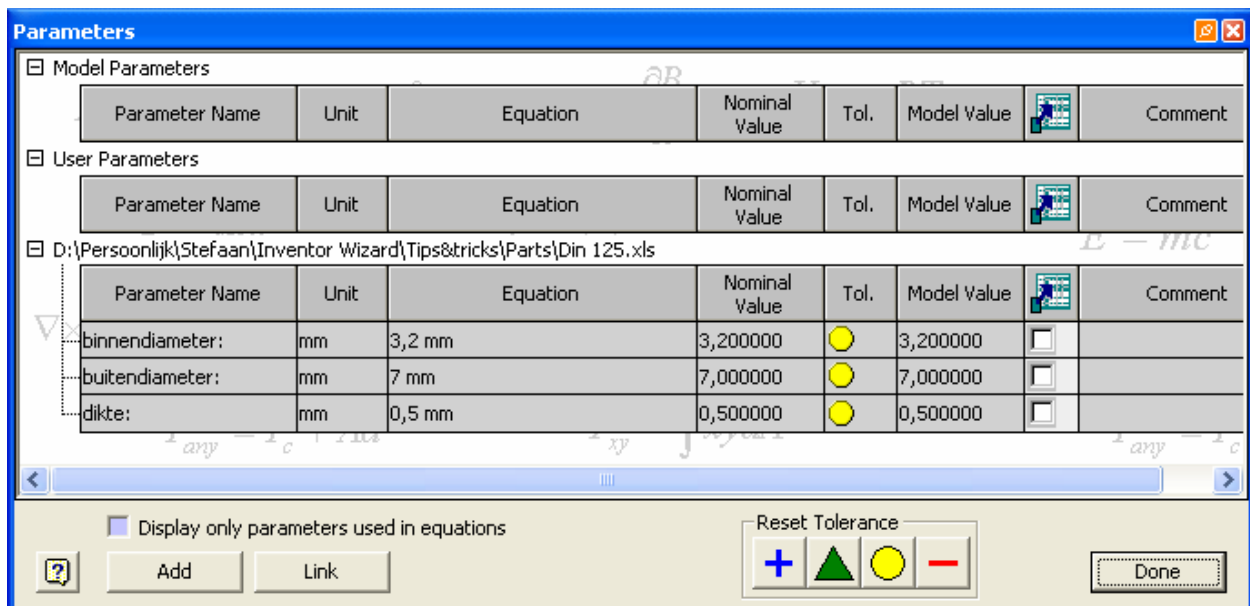 Parameters
Model Parameters
Parameter Name Unit Equation Nominal Value Tol. Model Value Comment
User Parameters
Parameter Name Unit Equation Nominal Value Tol. Model Value Comment
D:\Persoonlijk\Stefaan\Inventor Wizard\Tips&tricks\Parts\Din 125.xls
Parameter Name Unit Equation Nominal Value Tol. Model Value Comment
binnendiameter: mm 3,2 mm 3,200000 3,200000
buitendiameter: mm 7 mm 7,000000 7,000000
dikte: mm 0,5 mm 0,500000 0,500000
Display only parameters used in equations
Reset Tolerance
Add Link Done